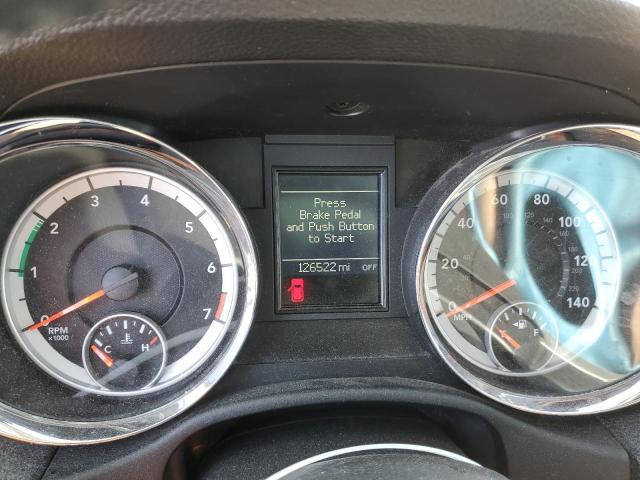 Press
Brake Pedal
and Push Button
to Start
126522 mi OFF
0 1 2 3 4 5 6 7
RPM
x1000
C H
0 20 40 60 80 100 120 140
MPH
F